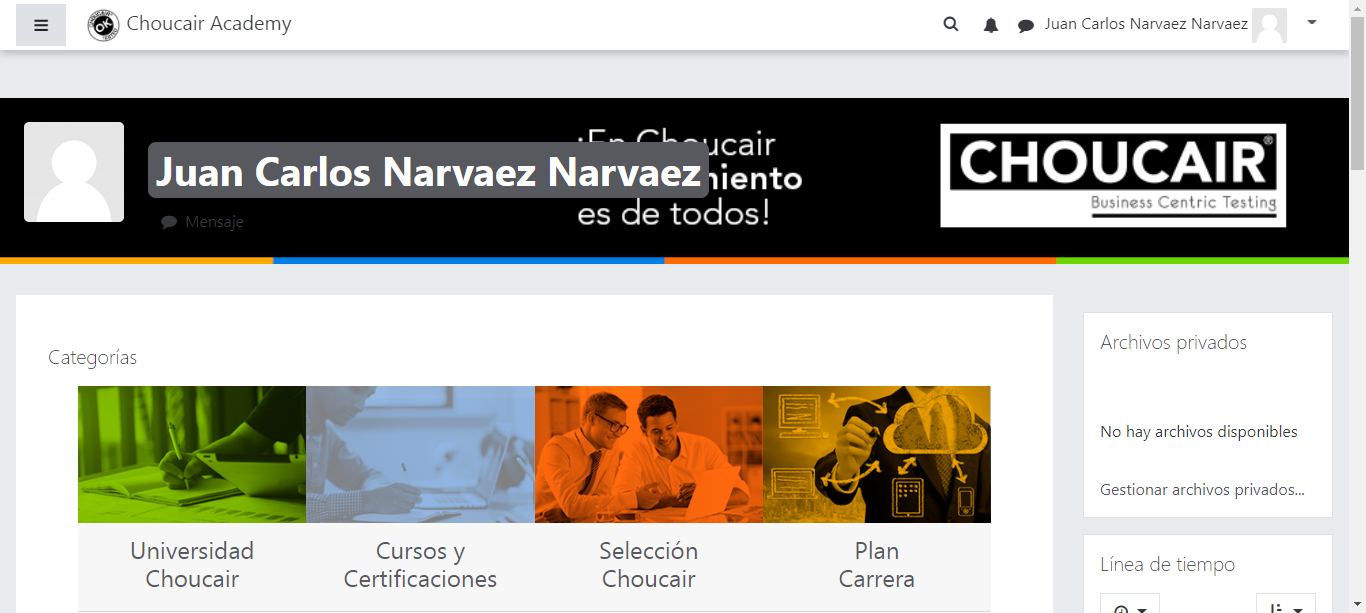 Choucair Academy
Juan Carlos Narvaez Narvaez
¡En Choucair
Juan Carlos Narvaez Narvaez
es de todos!
Mensaje
CHOUCAIR®
Business Centric Testing
Categorías
Universidad
Choucair
Cursos y
Certificaciones
Selección
Choucair
Plan
Carrera
Archivos privados
No hay archivos disponibles
Gestionar archivos privados...
Línea de tiempo